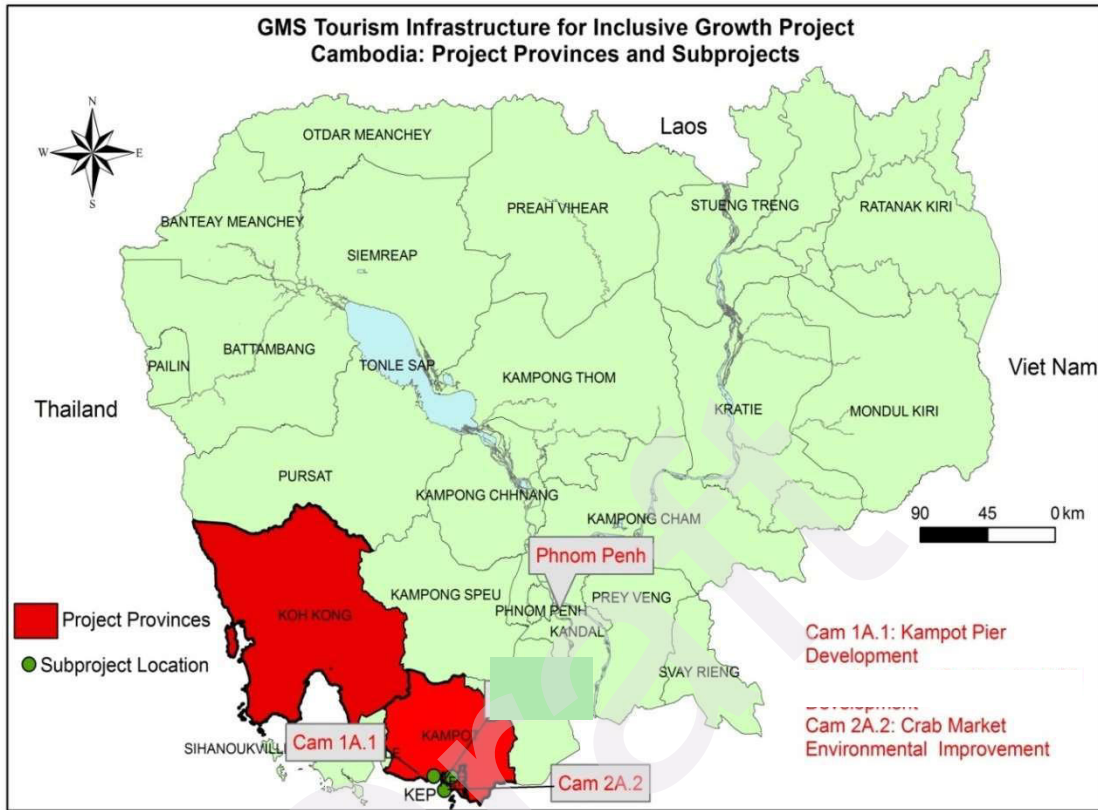 GMS Tourism Infrastructure for Inclusive Growth Project
Cambodia: Project Provinces and Subprojects
N
W E
S
Laos
OTDAR MEANCHEY
STUENG TRENG
RATANAK KIRI
PREAH VIHEAR
BANTEAY MEANCHEY
SIEMREAP
BATTAMBANG
PAILIN
TONLE SAP
KAMPONG THOM
Viet Nam
Thailand
KRATIE
MONDUL KIRI
PURSAT
KAMPONG CHHNANG
KAMPONG CHAM
90 45 0 km
Phnom Penh
KAMPONG SPEU
PREY VENG
PHNOM PENH
KANDAL
Project Provinces
KOH KONG
Subproject Location
SVAY RIENG
Cam 1A.1: Kampot Pier
Development
Cam 2A.2: Crab Market
Environmental Improvement
Cam 1A.1
Cam 2A.2
KEP
draft